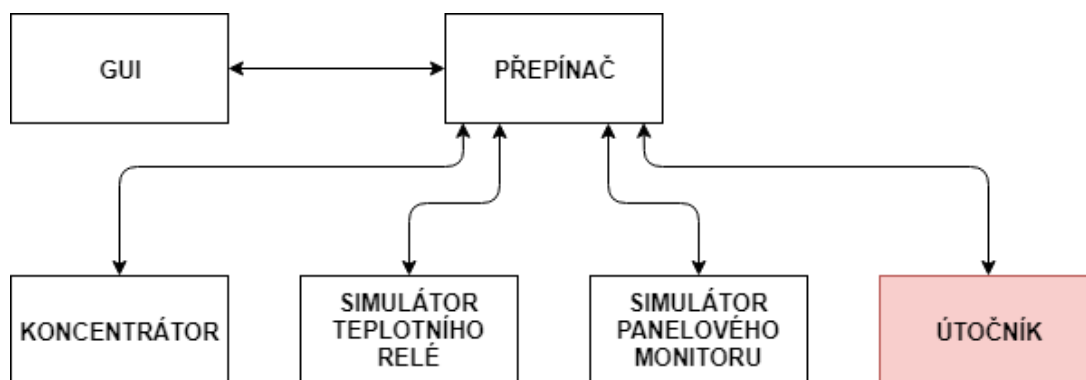 GUI
PŘEPÍNAČ
KONCENTRÁTOR
SIMULÁTOR
TEPLOTNÍHO
RELÉ
SIMULÁTOR
PANELOVÉHO
MONITORU
ÚTOČNÍK